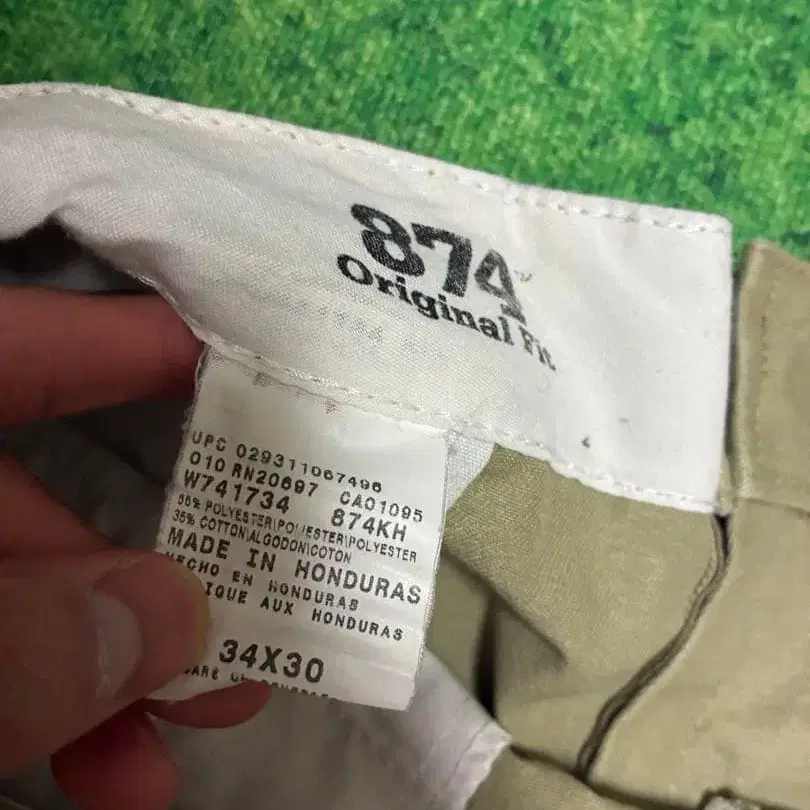 874
Original Fit
UPC 029311067496
010 RN20697 CA01095
W741734 874KH
65% POLYESTER\POLIESTER\POLYESTER
35% COTTON\ALGODON\COTON
MADE IN HONDURAS
HECHO EN HONDURAS
AUX HONDURAS
34X30